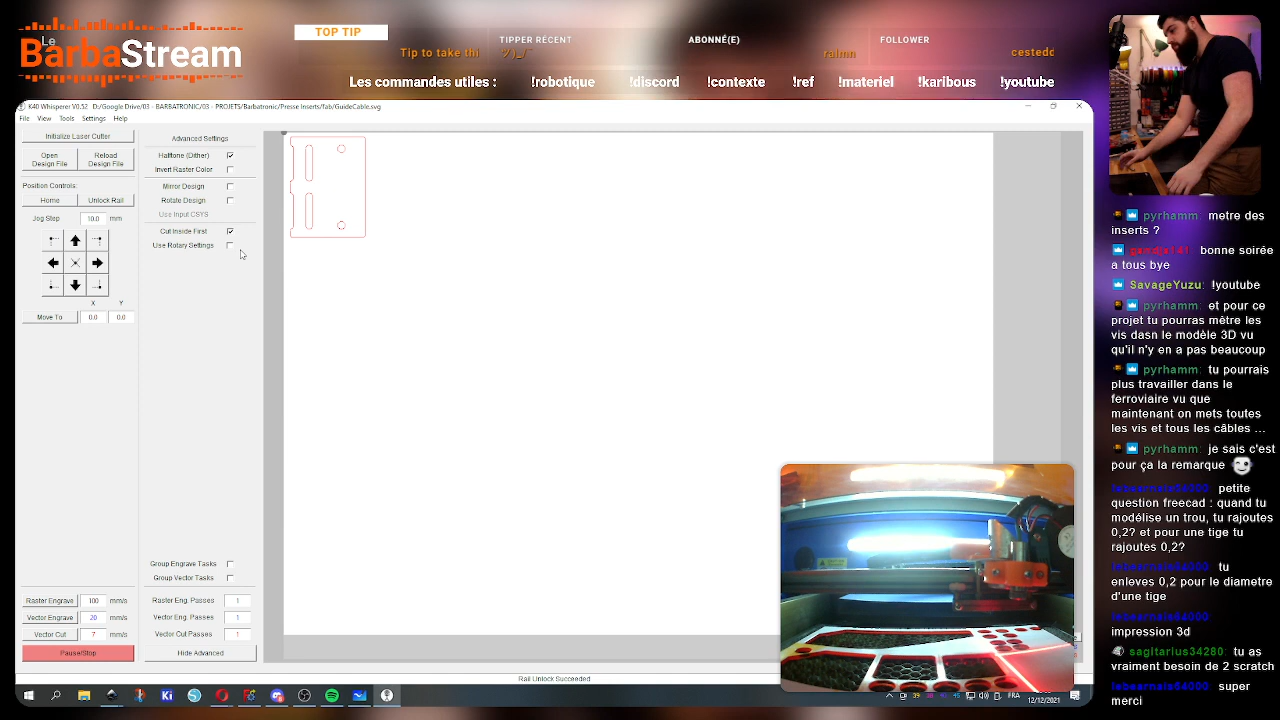 Le
BarbaStream
TOP TIP
Tip to take thi
TIPPER RÉCENT
ツ)_/¯
ABONNÉ(E)
raimn
FOLLOWER
cestedc
Les commandes utiles : !robotique !discord !contexte !ref !materiel !karibous !youtube
K40 Whisperer V0.52 D:/Google Drive/03 - BARBATRONIC/03 - PROJETS/Barbatronic/Presse Inserts/fab/GuideCable.svg
File View Tools Settings Help
Initialize Laser Cutter
Open
Design File
Reload
Design File
Position Controls:
Home Unlock Rail
Jog Step 10.0 mm
X Y
Move To 0.0 0.0
Raster Engrave 100 mm/s
Vector Engrave 20 mm/s
Vector Cut 7 mm/s
Pause/Stop
Advanced Settings
Halftone (Dither)
Invert Raster Color
Mirror Design
Rotate Design
Use Input CSYS
Cut Inside First
Use Rotary Settings
Group Engrave Tasks
Group Vector Tasks
Raster Eng. Passes 1
Vector Eng. Passes 1
Vector Cut Passes 1
Hide Advanced
Rail Unlock Succeeded
Ki
FRA
12/12/2021
pyrhamm: metre des
inserts ?
bonne soirée
a tous bye
SavageYuzu: !youtube
pyrhamm: et pour ce
projet tu pourras mètre les
vis dasn le modèle 3D vu
qu'il n'y en a pas beaucoup
pyrhamm: tu pourrais
plus travailler dans le
ferroviaire vu que
maintenant on mets toutes
les vis et tous les câbles ...
pyrhamm: je sais c'est
pour ça la remarque
lebearnais64000: petite
question freecad : quand tu
modélise un trou, tu rajoutes
0,2? et pour une tige tu
rajoutes 0,2?
lebearnais64000: tu
enleves 0,2 pour le diametre
d'une tige
lebearnais64000:
impression 3d
sagitarius34280: tu as
vraiment besoin de 2 scratch
lebearnais64000: super
merci